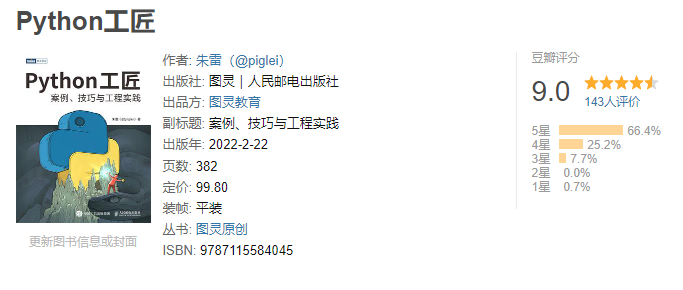 Python工匠
Python工匠
案例、技巧与工程实践
更新图书信息或封面
作者: 朱雷（@piglei）
出版社: 图灵｜人民邮电出版社
出品方: 图灵教育
副标题: 案例、技巧与工程实践
出版年: 2022-2-22
页数: 382
定价: 99.80
装帧: 平装
丛书: 图灵原创
ISBN: 9787115584045
豆瓣评分
9.0
143人评价
5星 66.4%
4星 25.2%
3星 7.7%
2星 0.0%
1星 0.7%